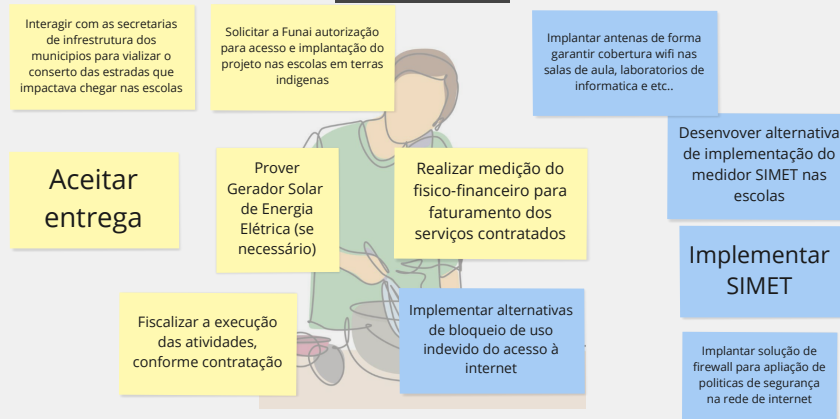 Interagir com as secretarias
de infrestrutura dos
municipios para vializar o
conserto das estradas que
impactava chegar nas escolas
Solicitar a Funai autorização
para acesso e implantação do
projeto nas escolas em terras
indigenas
Implantar antenas de forma
garantir cobertura wifi nas
salas de aula, laboratorios de
informatica e etc..
Desenvover alternativa
de implementação do
medidor SIMET nas
escolas
Aceitar
entrega
Prover
Gerador Solar
de Energia
Elétrica (se
necessário)
Realizar medição do
fisico-financeiro para
faturamento dos
serviços contratados
Implementar
SIMET
Fiscalizar a execução
das atividades,
conforme contratação
Implementar alternativas
de bloqueio de uso
indevido do acesso à
internet
Implantar solução de
firewall para apliação de
politicas de segurança
na rede de internet